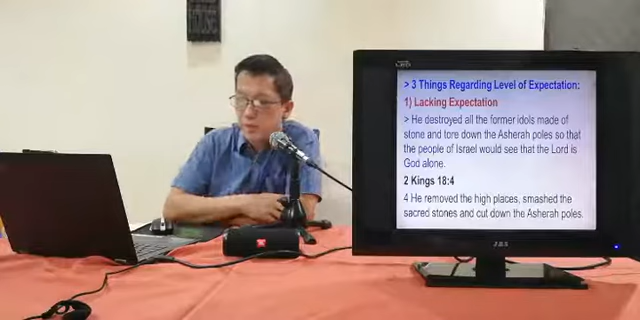 HOUSE
> 3 Things Regarding Level of Expectation:
1) Lacking Expectation
> He destroyed all the former idols made of
stone and tore down the Asherah poles so that
the people of Israel would see that the Lord is
God alone.
2 Kings 18:4
4 He removed the high places, smashed the
sacred stones and cut down the Asherah poles.